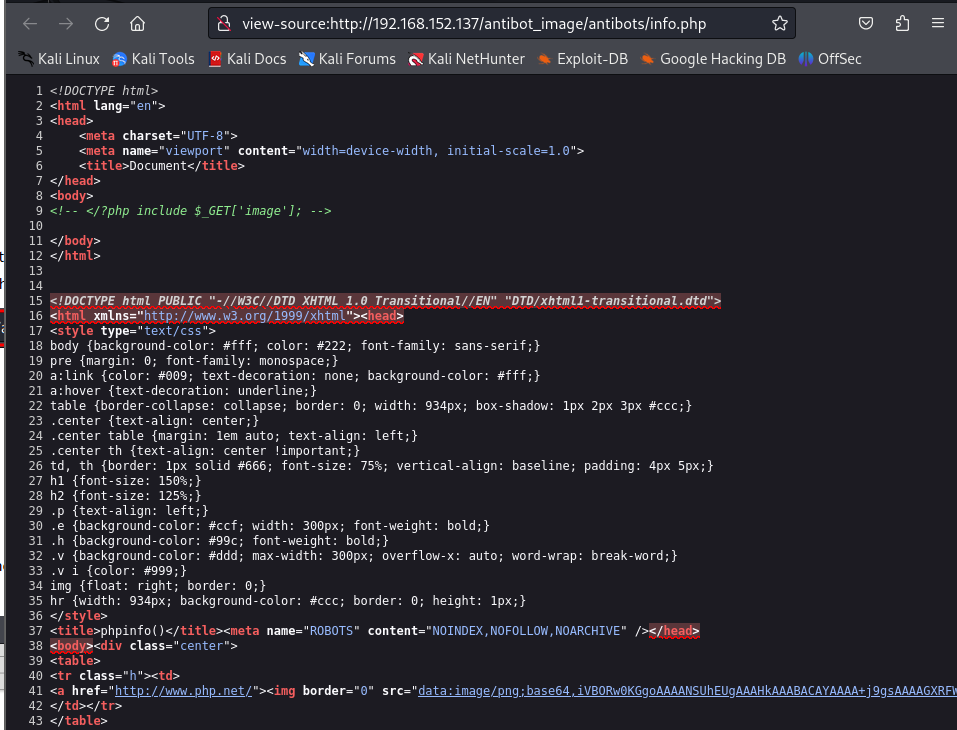 view-source:http://192.168.152.137/antibot_image/antibots/info.php
Kali Linux Kali Tools Kali Docs Kali Forums Kali NetHunter Exploit-DB Google Hacking DB OffSec
1 <!DOCTYPE html>
2 <html lang="en">
3 <head>
4     <meta charset="UTF-8">
5     <meta name="viewport" content="width=device-width, initial-scale=1.0">
6     <title>Document</title>
7 </head>
8 <body>
9 <!-- </?php include $_GET['image']; -->
10
11 </body>
12 </html>
13
14
15 <!DOCTYPE html PUBLIC "-//W3C//DTD XHTML 1.0 Transitional//EN" "DTD/xhtml1-transitional.dtd">
16 <html xmlns="http://www.w3.org/1999/xhtml"><head>
17 <style type="text/css">
18 body {background-color: #fff; color: #222; font-family: sans-serif;}
19 pre {margin: 0; font-family: monospace;}
20 a:link {color: #009; text-decoration: none; background-color: #fff;}
21 a:hover {text-decoration: underline;}
22 table {border-collapse: collapse; border: 0; width: 934px; box-shadow: 1px 2px 3px #ccc;}
23 .center {text-align: center;}
24 .center table {margin: 1em auto; text-align: left;}
25 .center th {text-align: center !important;}
26 td, th {border: 1px solid #666; font-size: 75%; vertical-align: baseline; padding: 4px 5px;}
27 h1 {font-size: 150%;}
28 h2 {font-size: 125%;}
29 .p {text-align: left;}
30 .e {background-color: #ccf; width: 300px; font-weight: bold;}
31 .h {background-color: #99c; font-weight: bold;}
32 .v {background-color: #ddd; max-width: 300px; overflow-x: auto; word-wrap: break-word;}
33 .v i {color: #999;}
34 img {float: right; border: 0;}
35 hr {width: 934px; background-color: #ccc; border: 0; height: 1px;}
36 </style>
37 <title>phpinfo()</title><meta name="ROBOTS" content="NOINDEX,NOFOLLOW,NOARCHIVE" /></head>
38 <body><div class="center">
39 <table>
40 <tr class="h"><td>
41 <a href="http://www.php.net/"><img border="0" src="data:image/png;base64,iVBORw0KGgoAAAANSUhEUgAAAHkAAABACAYAAAA+j9gsAAAAGXRFW
42 </td></tr>
43 </table>